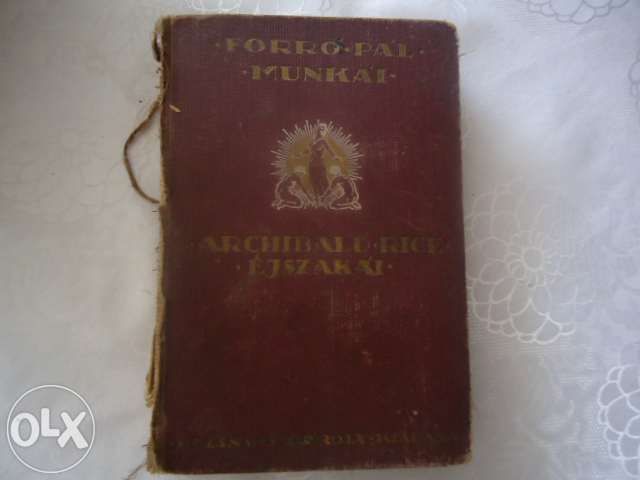 ·FORRÓ·PÁL·
MUNKÁI·
·ARCHIBALD·RICE·
·ÉJSZAKÁI·
OLX